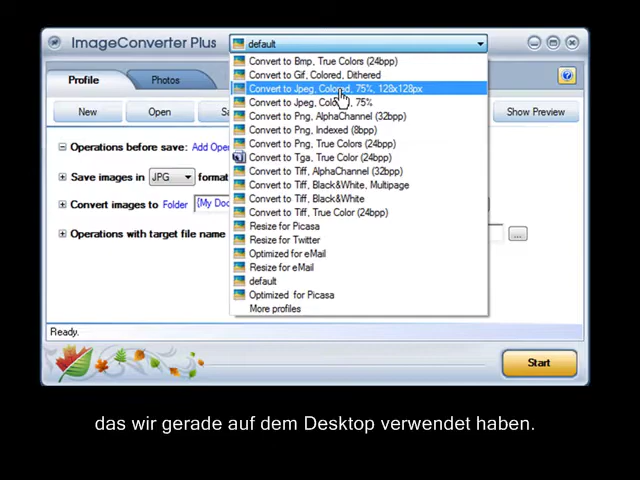 ImageConverter Plus
default
Profile
Photos
New
Open
Show Preview
Operations before save: Add Oper
Save images in JPG format
Convert images to Folder [My Doc
Operations with target file name
...
Convert to Bmp, True Colors (24bpp)
Convert to Gif, Colored, Dithered
Convert to Jpeg, Colored, 75%, 128x128px
Convert to Jpeg, Colored, 75%
Convert to Png, AlphaChannel (32bpp)
Convert to Png, Indexed (8bpp)
Convert to Png, True Colors (24bpp)
Convert to Tga, True Color (24bpp)
Convert to Tiff, AlphaChannel (32bpp)
Convert to Tiff, Black&White, Multipage
Convert to Tiff, Black&White
Convert to Tiff, True Color (24bpp)
Resize for Picasa
Resize for Twitter
Optimized for eMail
Resize for eMail
default
Optimized for Picasa
More profiles
Ready.
Start
das wir gerade auf dem Desktop verwendet haben.